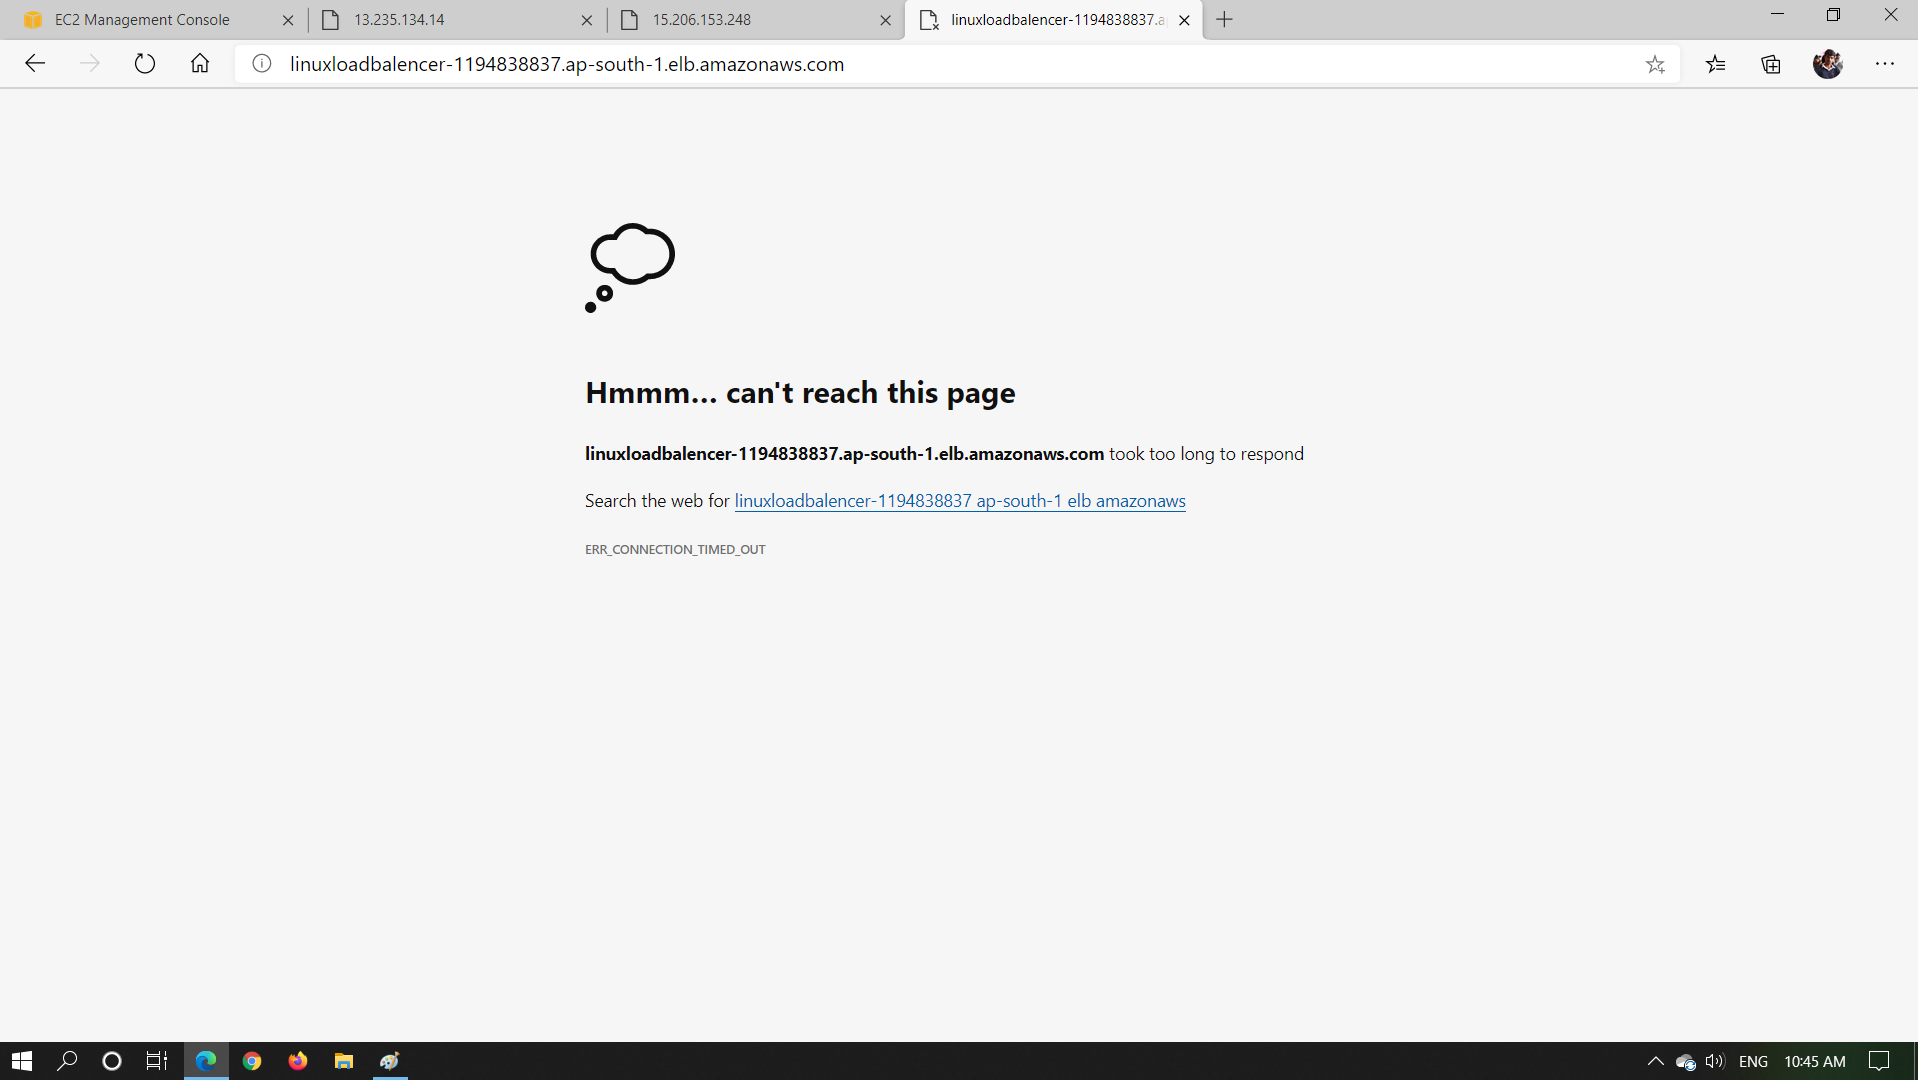 EC2 Management Console
13.235.134.14
15.206.153.248
linuxloadbalencer-1194838837.a
linuxloadbalencer-1194838837.ap-south-1.elb.amazonaws.com
Hmmm... can't reach this page
linuxloadbalencer-1194838837.ap-south-1.elb.amazonaws.com took too long to respond
Search the web for linuxloadbalencer-1194838837 ap-south-1 elb amazonaws
ERR_CONNECTION_TIMED_OUT
ENG
10:45 AM